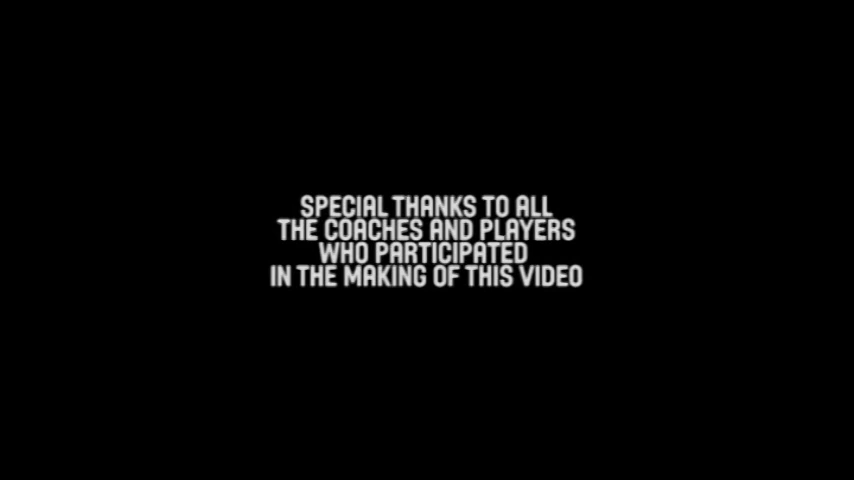 SPECIAL THANKS TO ALL
THE COACHES AND PLAYERS
WHO PARTICIPATED
IN THE MAKING OF THIS VIDEO